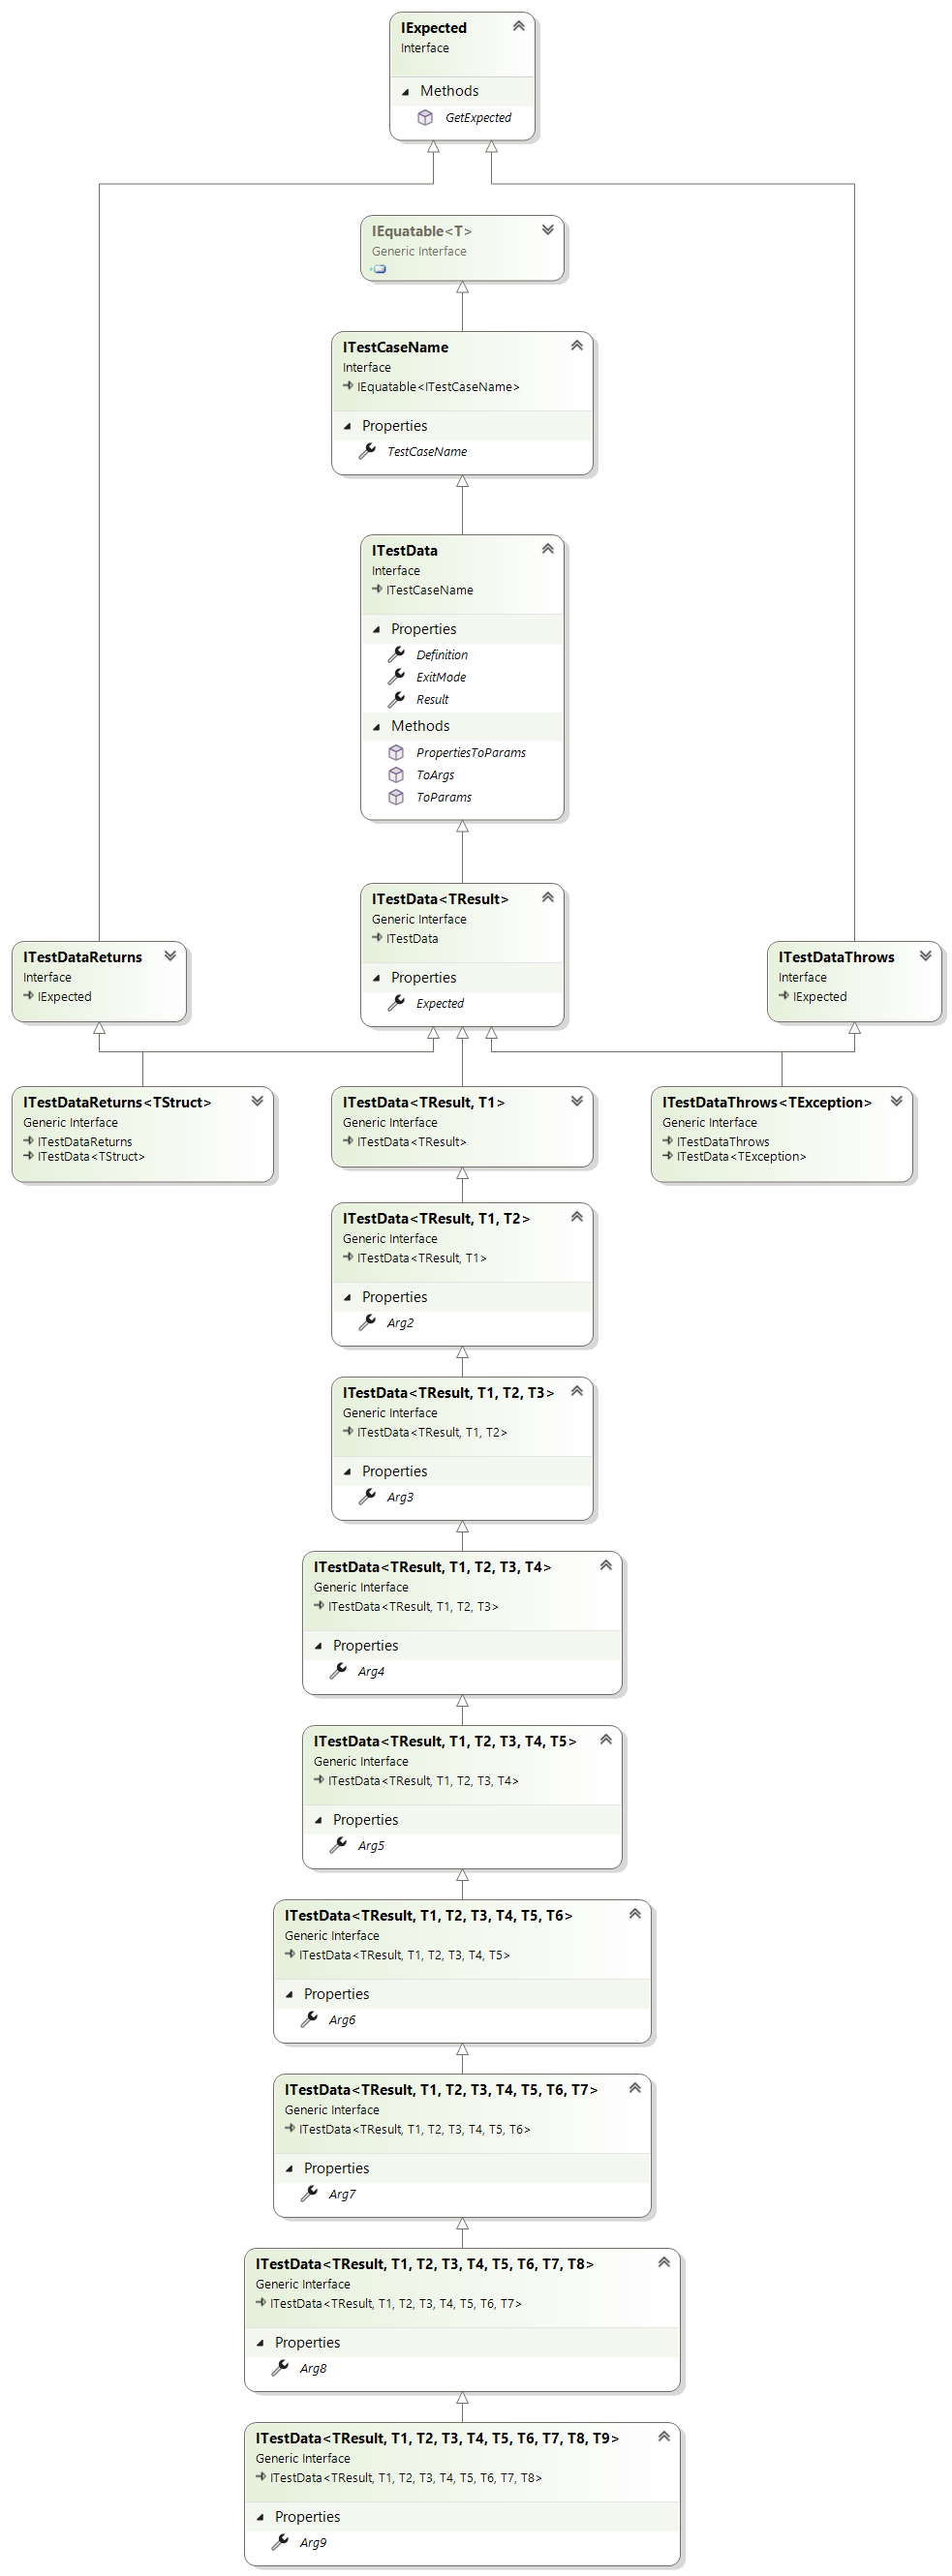 IExpected
Interface
Methods
GetExpected
IEquatable<T>
Generic Interface
ITestCaseName
Interface
IEquatable<ITestCaseName>
Properties
TestCaseName
ITestData
Interface
ITestCaseName
Properties
Definition
ExitMode
Result
Methods
PropertiesToParams
ToArgs
ToParams
ITestData<TResult>
Generic Interface
ITestData
Properties
Expected
ITestDataReturns
Interface
IExpected
ITestDataThrows
Interface
IExpected
ITestDataReturns<TStruct>
Generic Interface
ITestDataReturns
ITestData<TStruct>
ITestData<TResult, T1>
Generic Interface
ITestData<TResult>
ITestDataThrows<TException>
Generic Interface
ITestDataThrows
ITestData<TException>
ITestData<TResult, T1, T2>
Generic Interface
ITestData<TResult, T1>
Properties
Arg2
ITestData<TResult, T1, T2, T3>
Generic Interface
ITestData<TResult, T1, T2>
Properties
Arg3
ITestData<TResult, T1, T2, T3, T4>
Generic Interface
ITestData<TResult, T1, T2, T3>
Properties
Arg4
ITestData<TResult, T1, T2, T3, T4, T5>
Generic Interface
ITestData<TResult, T1, T2, T3, T4>
Properties
Arg5
ITestData<TResult, T1, T2, T3, T4, T5, T6>
Generic Interface
ITestData<TResult, T1, T2, T3, T4, T5>
Properties
Arg6
ITestData<TResult, T1, T2, T3, T4, T5, T6, T7>
Generic Interface
ITestData<TResult, T1, T2, T3, T4, T5, T6>
Properties
Arg7
ITestData<TResult, T1, T2, T3, T4, T5, T6, T7, T8>
Generic Interface
ITestData<TResult, T1, T2, T3, T4, T5, T6, T7>
Properties
Arg8
ITestData<TResult, T1, T2, T3, T4, T5, T6, T7, T8, T9>
Generic Interface
ITestData<TResult, T1, T2, T3, T4, T5, T6, T7, T8>
Properties
Arg9